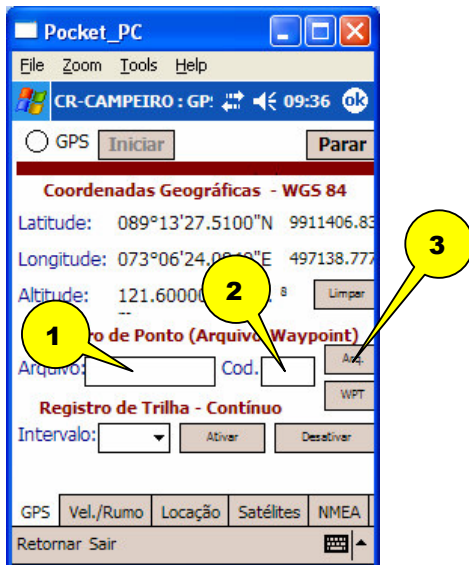 Pocket_PC
File Zoom Tools Help
CR-CAMPEIRO : GP: 09:36 ok
GPS Iniciar Parar
Coordenadas Geográficas - WGS 84
Latitude: 089°13'27.5100"N 9911406.83
Longitude: 073°06'24.0 "E 497138.777
3
Altitude: 121.60000 8 Limpar
2
1
ro de Ponto (Arquivo Waypoint)
Arquivo: Cod. Arq.
WPT
Registro de Trilha - Contínuo
Intervalo: Ativar Desativar
GPS Vel./Rumo Locação Satélites NMEA
Retornar Sair